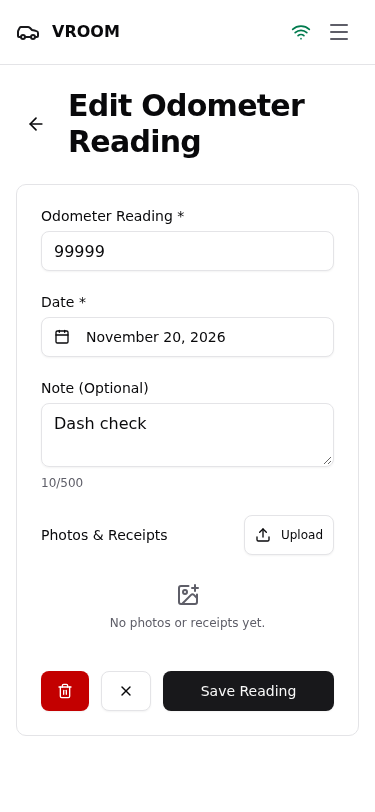 VROOM
Edit Odometer
Reading
Odometer Reading *
99999
Date *
November 20, 2026
Note (Optional)
Dash check
10/500
Photos & Receipts
Upload
No photos or receipts yet.
Save Reading